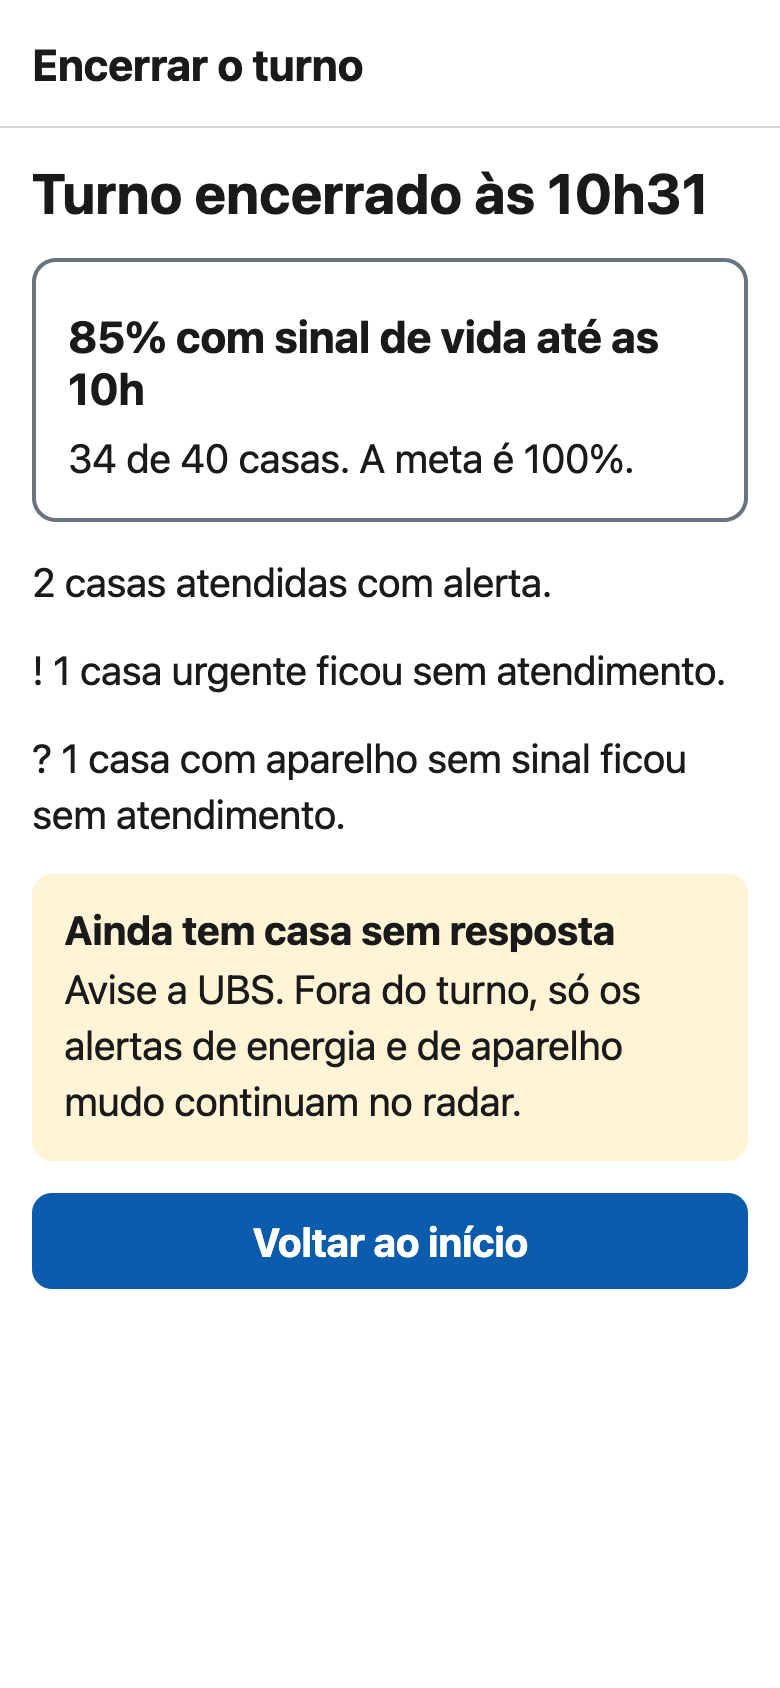 Encerrar o turno
Turno encerrado às 10h31
85% com sinal de vida até as
10h
34 de 40 casas. A meta é 100%.
2 casas atendidas com alerta.
! 1 casa urgente ficou sem atendimento.
? 1 casa com aparelho sem sinal ficou
sem atendimento.
Ainda tem casa sem resposta
Avise a UBS. Fora do turno, só os
alertas de energia e de aparelho
mudo continuam no radar.
Voltar ao início